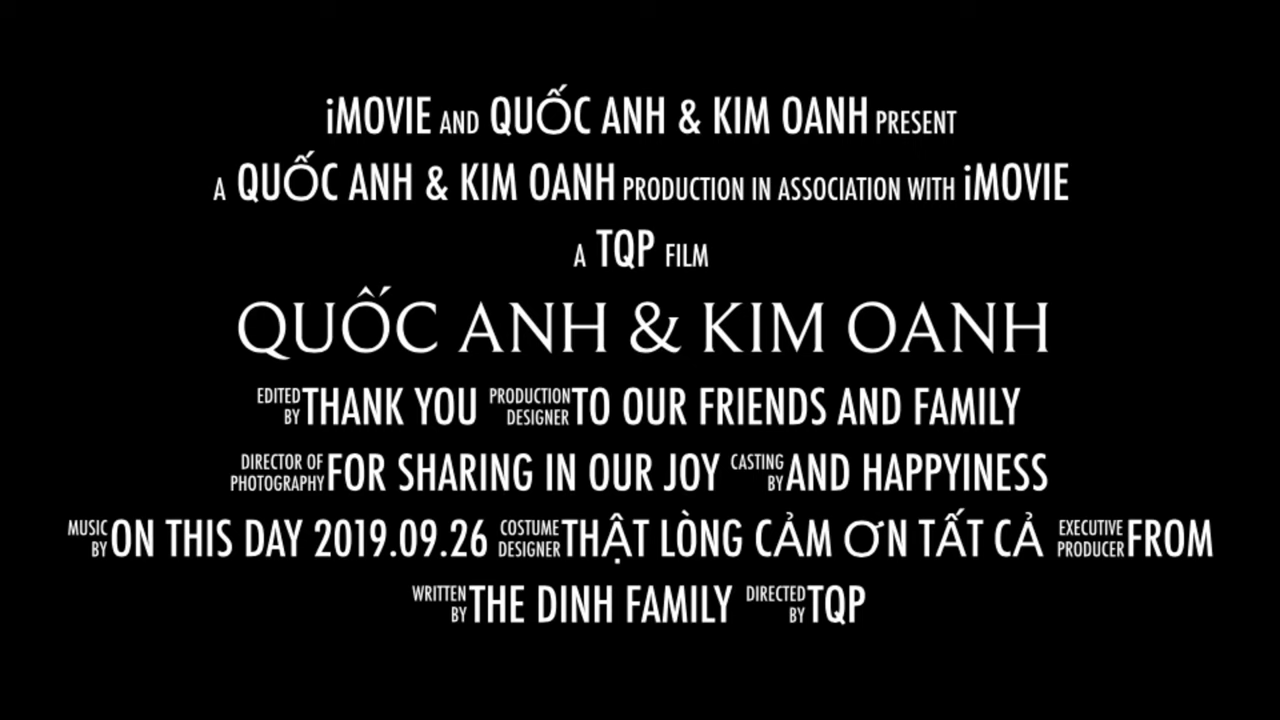 iMOVIE AND QUỐC ANH & KIM OANH PRESENT
A QUỐC ANH & KIM OANH PRODUCTION IN ASSOCIATION WITH iMOVIE
A TQP FILM
QUỐC ANH & KIM OANH
EDITED BY THANK YOU PRODUCTION DESIGNER TO OUR FRIENDS AND FAMILY
DIRECTOR OF PHOTOGRAPHY FOR SHARING IN OUR JOY CASTING BY AND HAPPYINESS
MUSIC BY ON THIS DAY 2019.09.26 COSTUME DESIGNER THẬT LÒNG CẢM ƠN TẤT CẢ EXECUTIVE PRODUCER FROM
WRITTEN BY THE DINH FAMILY DIRECTED BY TQP